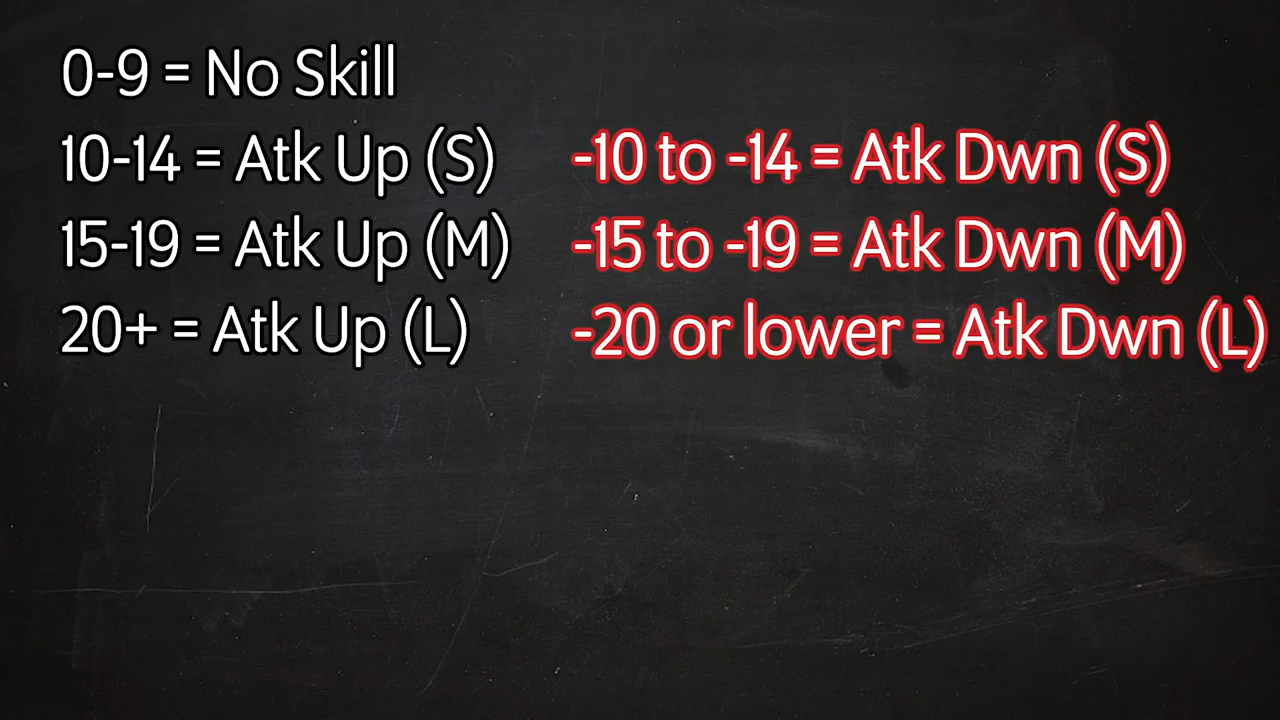 0-9 = No Skill
10-14 = Atk Up (S)
15-19 = Atk Up (M)
20+ = Atk Up (L)
-10 to -14 = Atk Dwn (S)
-15 to -19 = Atk Dwn (M)
-20 or lower = Atk Dwn (L)